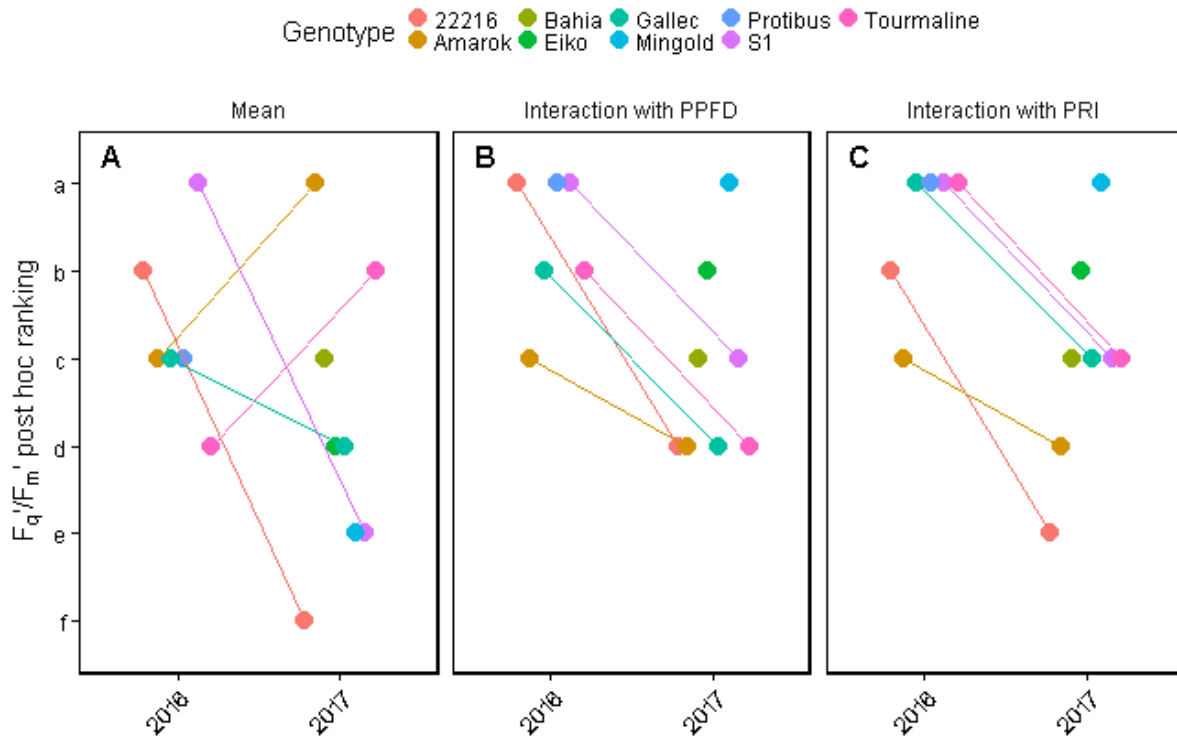 Genotype
22216 Bahia Gallec Protibus Tourmaline
Amarok Eiko Mingold S1
Mean Interaction with PPFD Interaction with PRI
A B C
a
b
c
d
e
f
Fq'/Fm' post hoc ranking
2016 2017 2016 2017 2016 2017